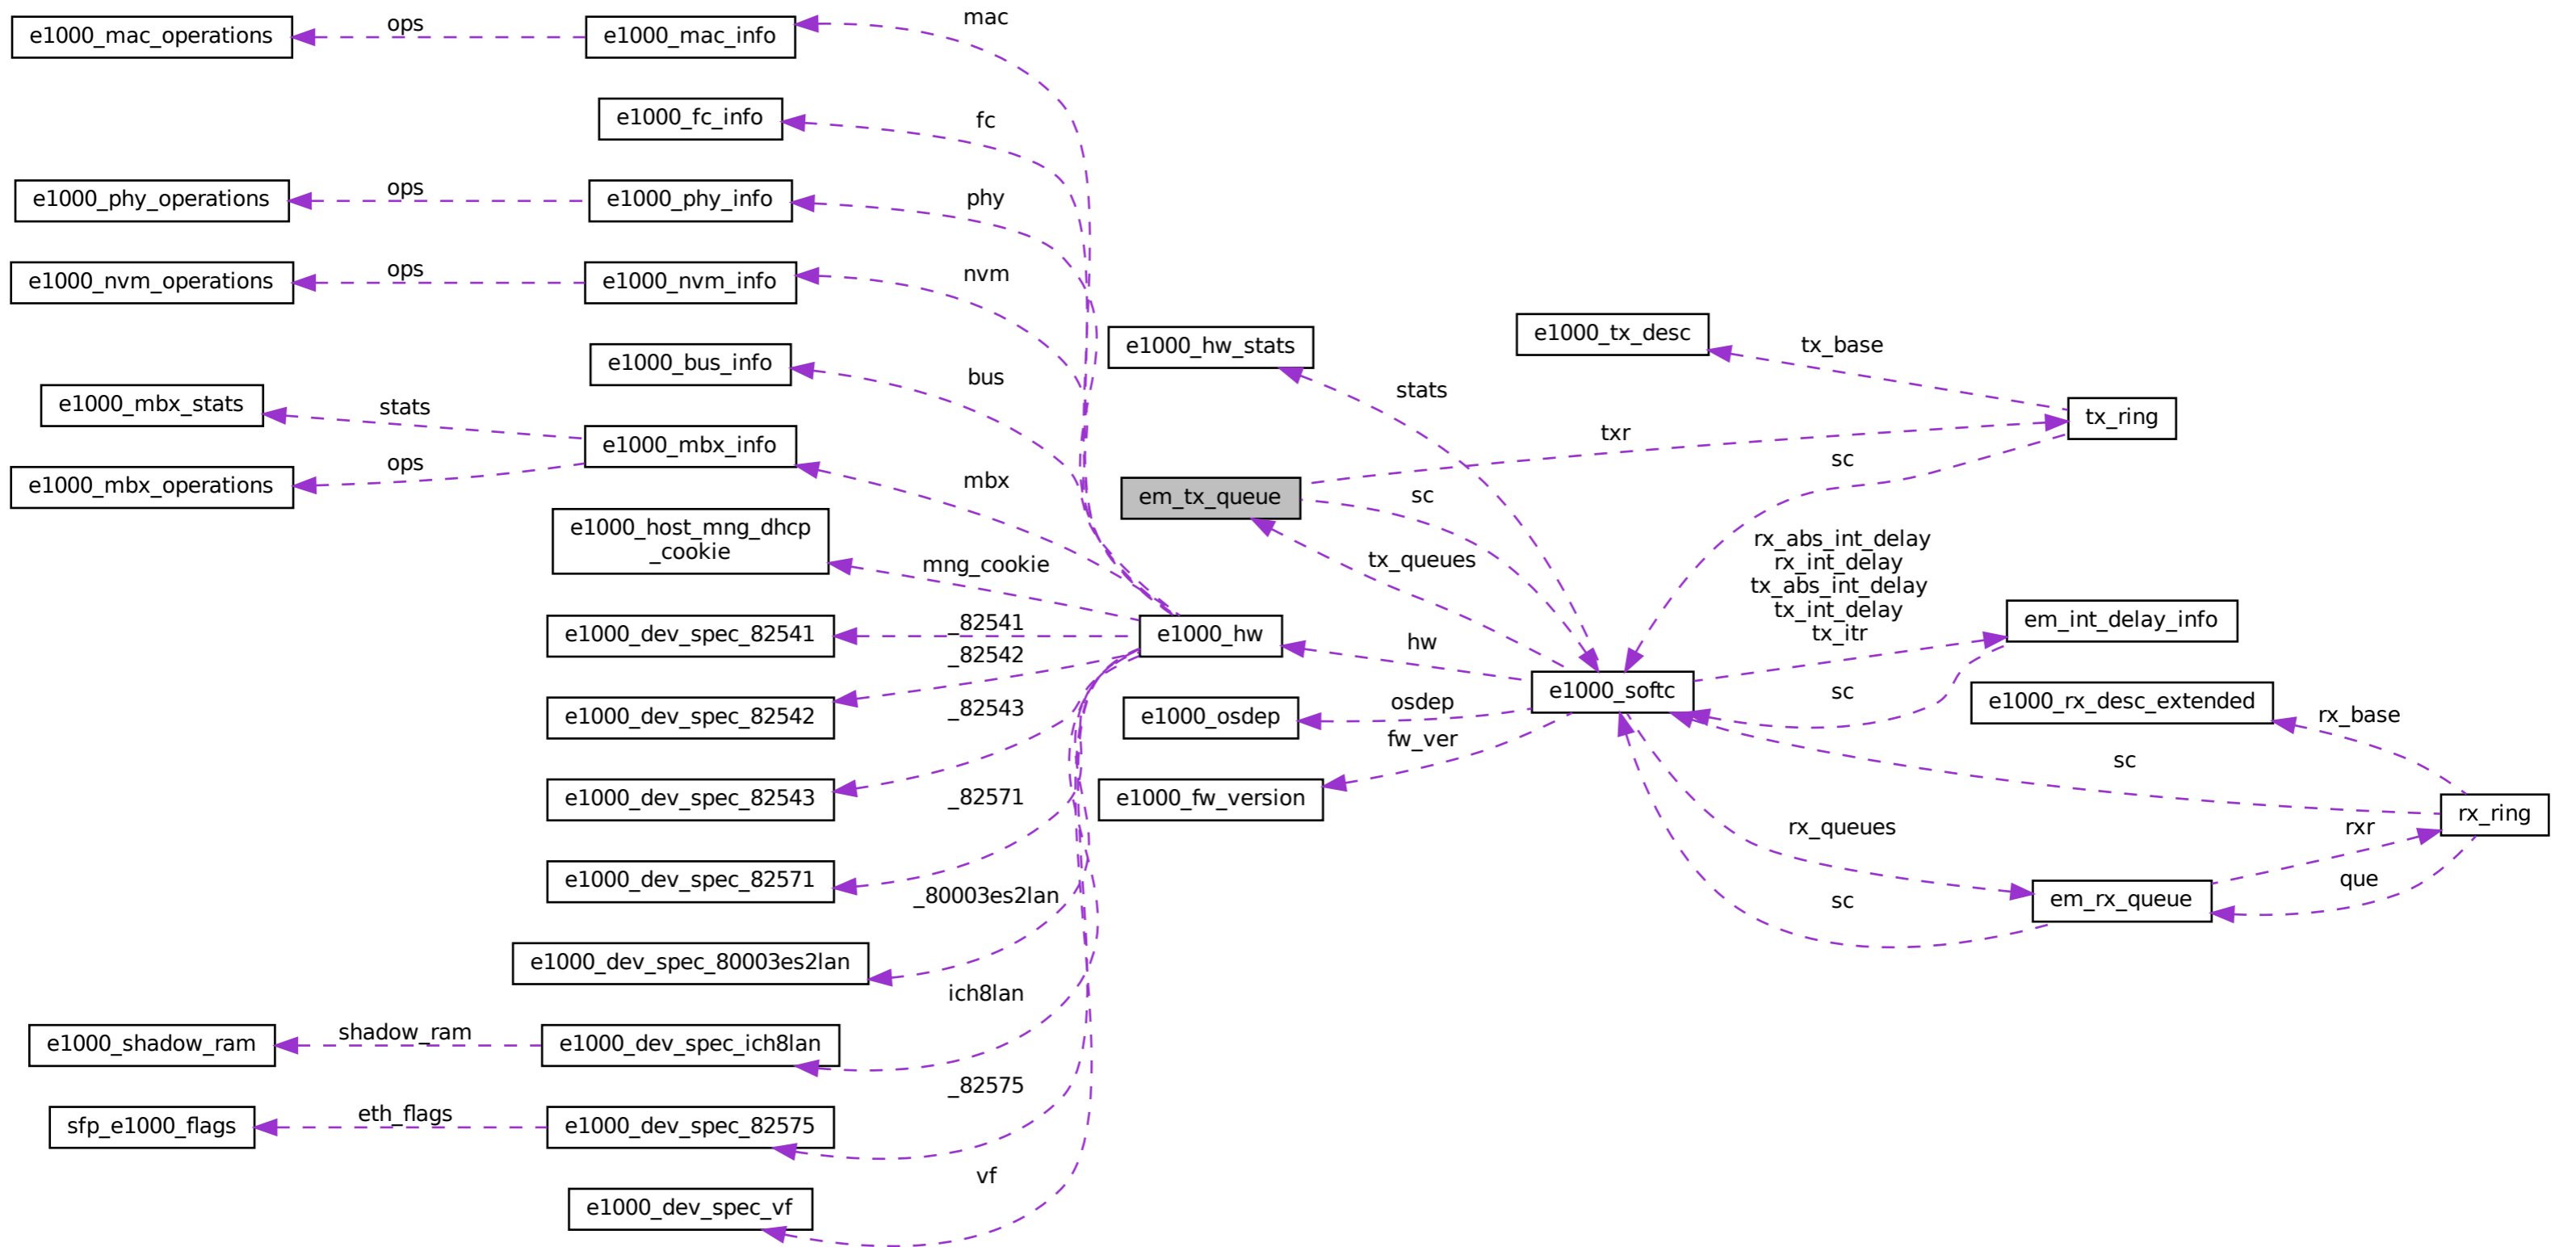 e1000_mac_operations
ops
e1000_mac_info
mac
e1000_fc_info
fc
e1000_phy_operations
ops
e1000_phy_info
phy
e1000_nvm_operations
ops
e1000_nvm_info
nvm
e1000_bus_info
bus
e1000_mbx_stats
stats
e1000_mbx_operations
ops
e1000_mbx_info
mbx
e1000_host_mng_dhcp
_cookie
mng_cookie
e1000_dev_spec_82541
_82541
e1000_dev_spec_82542
_82542
e1000_dev_spec_82543
_82543
e1000_dev_spec_82571
_82571
e1000_dev_spec_80003es2lan
_80003es2lan
e1000_shadow_ram
shadow_ram
e1000_dev_spec_ich8lan
ich8lan
sfp_e1000_flags
eth_flags
e1000_dev_spec_82575
_82575
e1000_dev_spec_vf
vf
e1000_hw
e1000_hw_stats
stats
em_tx_queue
txr
sc
tx_queues
hw
e1000_osdep
osdep
e1000_fw_version
fw_ver
e1000_softc
e1000_tx_desc
tx_base
tx_ring
sc
rx_abs_int_delay
rx_int_delay
tx_abs_int_delay
tx_int_delay
tx_itr
em_int_delay_info
sc
e1000_rx_desc_extended
rx_base
sc
rx_ring
rx_queues
rxr
que
em_rx_queue
sc